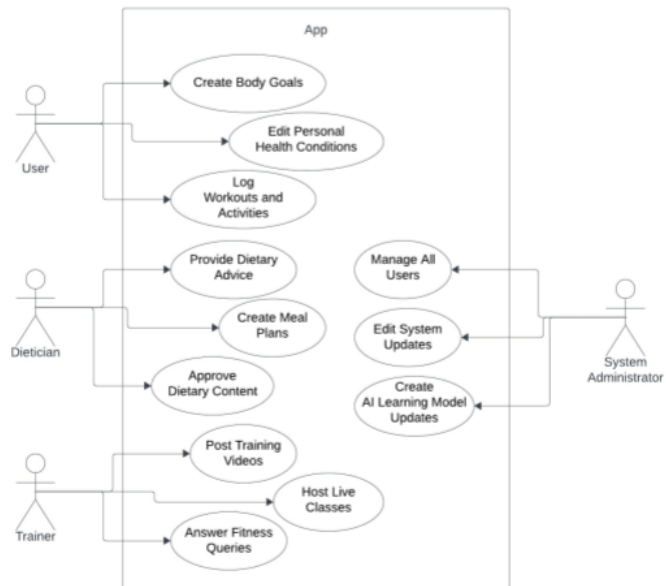 App
Create Body Goals
Edit Personal
Health Conditions
User
Log
Workouts and
Activities
Provide Dietary
Advice
Manage All
Users
Create Meal
Plans
Edit System
Updates
Dietician
System
Administrator
Approve
Dietary Content
Create
AI Learning Model
Updates
Post Training
Videos
Host Live
Classes
Trainer
Answer Fitness
Queries